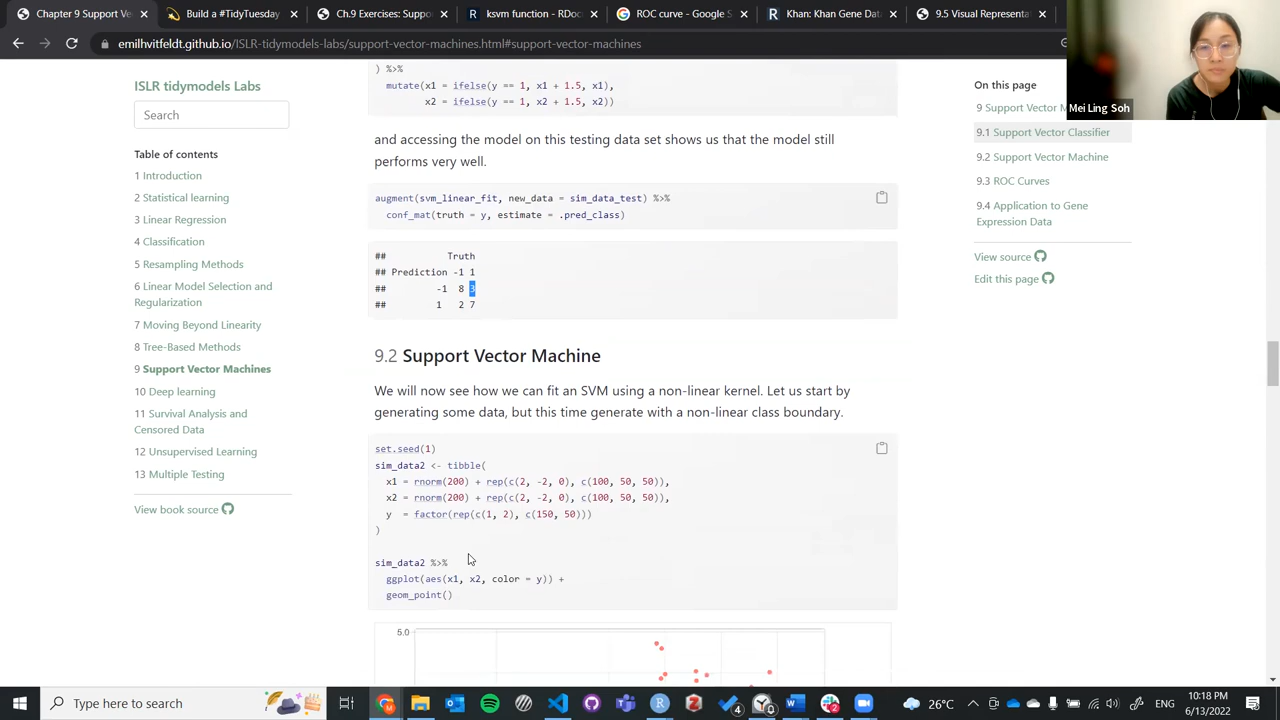 Chapter 9 Sunday
Ch.9 Exercises: Support Vector
ksvm function - RDoc
ROC curve - Google S
Khan: Khan Gene Dat
9.5 Visual Representat
emilhvitfeldt.github.io/ISLR-tidymodels-labs/support-vector-machines.html#support-vector-machines
Mei Ling Soh
ISLR tidymodels Labs
Search
Table of contents
1 Introduction
2 Statistical learning
3 Linear Regression
4 Classification
5 Resampling Methods
6 Linear Model Selection and
Regularization
7 Moving Beyond Linearity
8 Tree-Based Methods
9 Support Vector Machines
10 Deep learning
11 Survival Analysis and
Censored Data
12 Unsupervised Learning
13 Multiple Testing
View book source
) %>%
mutate(x1 = ifelse(y == 1, x1 + 1.5, x1),
x2 = ifelse(y == 1, x2 + 1.5, x2))
and accessing the model on this testing data set shows us that the model still
performs very well.
augment(svm_linear_fit, new_data = sim_data_test) %>%
conf_mat(truth = y, estimate = .pred_class)
## Truth
## Prediction -1 1
## -1 8 3
## 1 2 7
9.2 Support Vector Machine
We will now see how we can fit an SVM using a non-linear kernel. Let us start by
generating some data, but this time generate with a non-linear class boundary.
set.seed(1)
sim_data2 <- tibble(
x1 = rnorm(200) + rep(c(2, -2, 0), c(100, 50, 50)),
x2 = rnorm(200) + rep(c(2, -2, 0), c(100, 50, 50)),
y = factor(rep(c(1, 2), c(150, 50)))
)
sim_data2 %>%
ggplot(aes(x1, x2, color = y)) +
geom_point()
5.0
On this page
9 Support Vector M
9.1 Support Vector Classifier
9.2 Support Vector Machine
9.3 ROC Curves
9.4 Application to Gene
Expression Data
View source
Edit this page
Type here to search
4
0
2
26°C
ENG
10:18 PM
6/13/2022